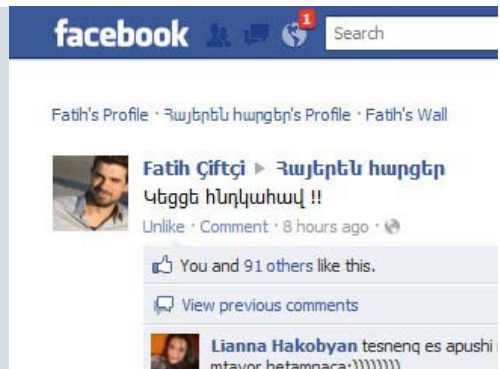 facebook 1 Search
Fatih's Profile · Հայերեն հարցեր's Profile · Fatih's Wall
Fatih Çiftçi ▶ Հայերեն հարցեր
Կեցցե հնդկահավ !!
Unlike · Comment · 8 hours ago ·
You and 91 others like this.
View previous comments
Lianna Hakobyan tesnenq es apushi
mtavor hetamnaca:))))))))